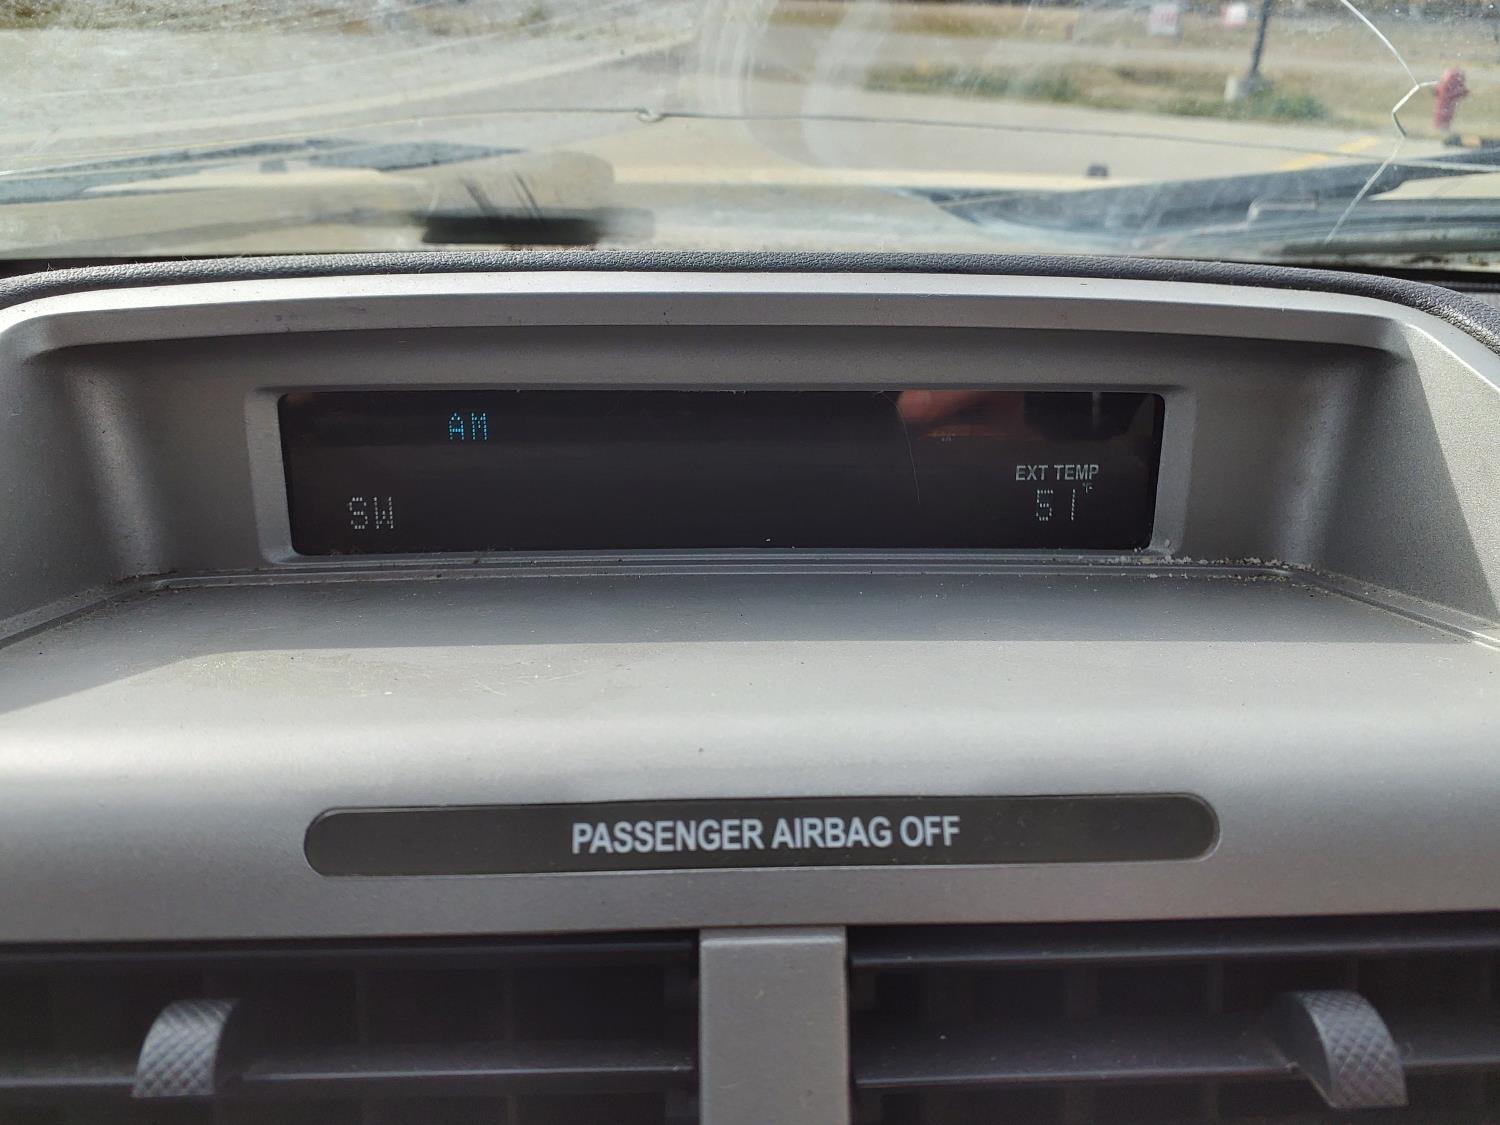 AM
EXT TEMP
SW
51°F
PASSENGER AIRBAG OFF